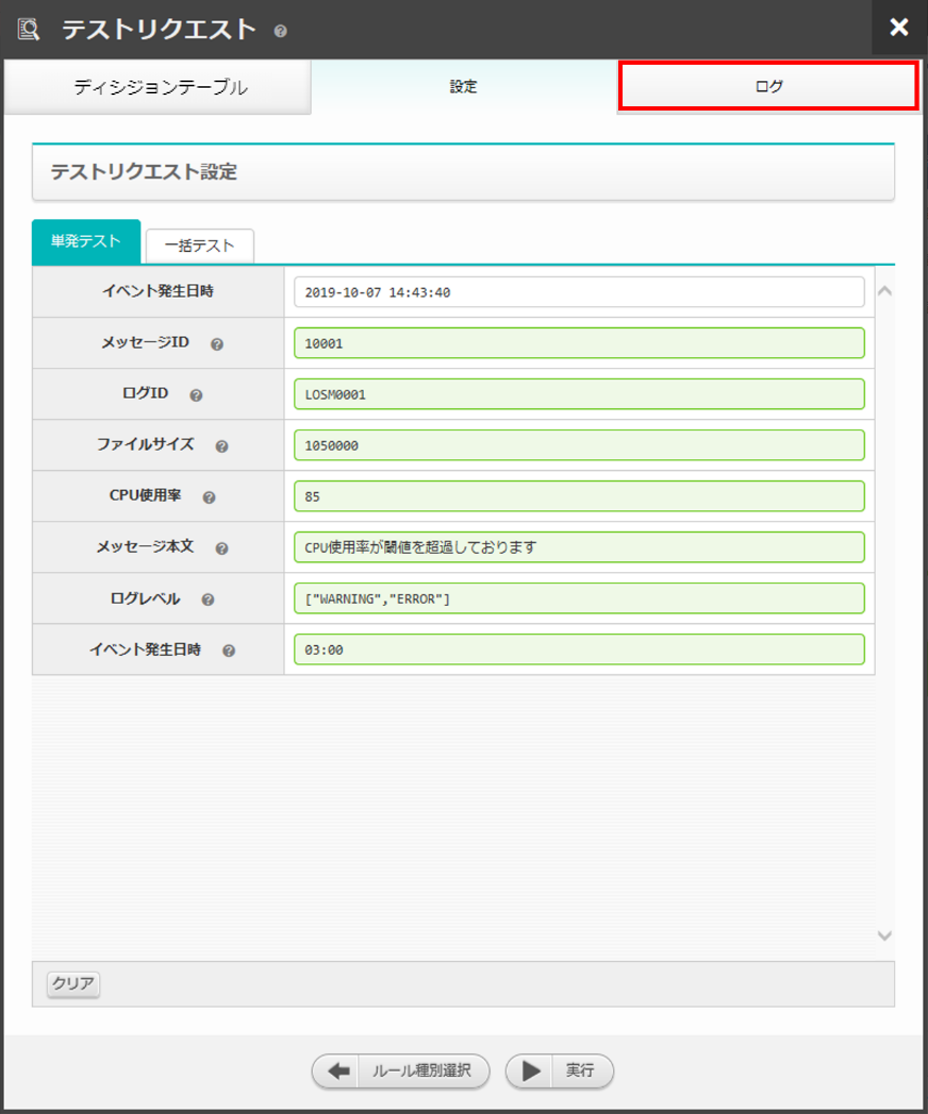 テストリクエスト
ディシジョンテーブル
設定
ログ
テストリクエスト設定
単発テスト
一括テスト
イベント発生日時
2019-10-07 14:43:40
メッセージID
10001
ログID
LOSM0001
ファイルサイズ
1050000
CPU使用率
85
メッセージ本文
CPU使用率が閾値を超過しております
ログレベル
["WARNING","ERROR"]
イベント発生日時
03:00
クリア
ルール種別選択
実行